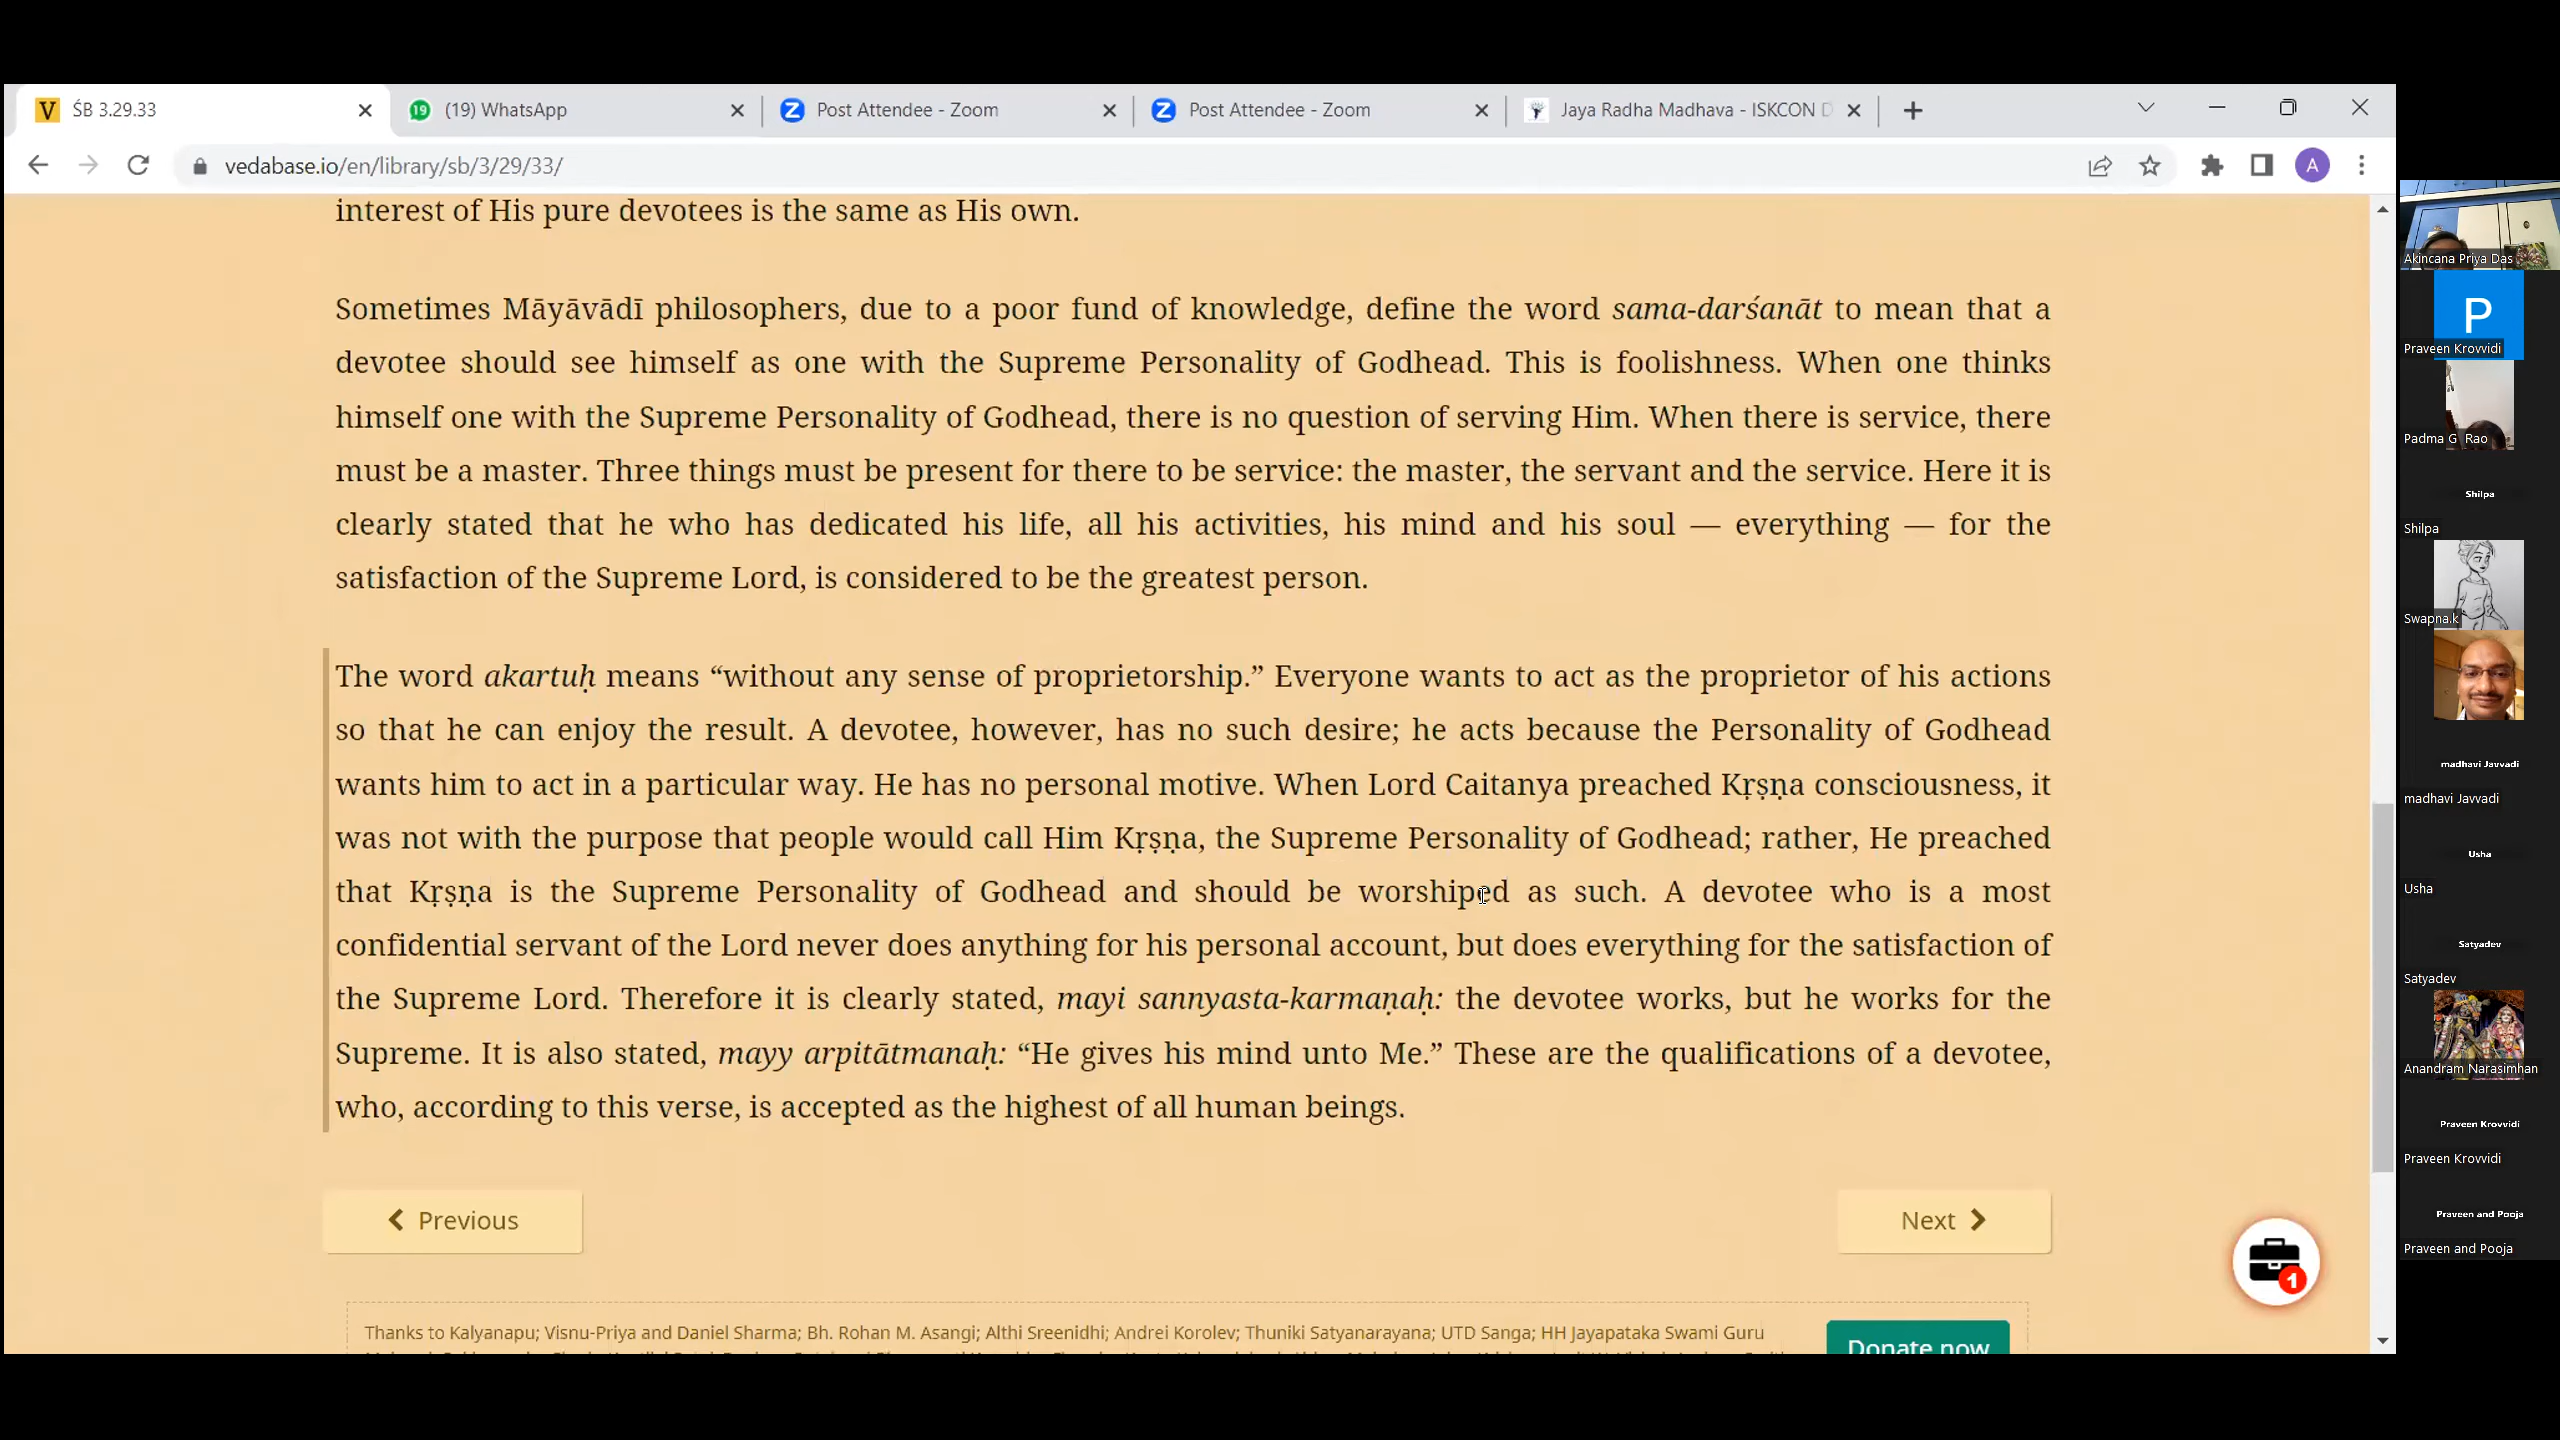 ŚB 3.29.33
(19) WhatsApp
Post Attendee - Zoom
Post Attendee - Zoom
Jaya Radha Madhava - ISKCON D
vedabase.io/en/library/sb/3/29/33/
A
interest of His pure devotees is the same as His own.
Sometimes Māyāvādī philosophers, due to a poor fund of knowledge, define the word sama-darśanāt to mean that a
devotee should see himself as one with the Supreme Personality of Godhead. This is foolishness. When one thinks
himself one with the Supreme Personality of Godhead, there is no question of serving Him. When there is service, there
must be a master. Three things must be present for there to be service: the master, the servant and the service. Here it is
clearly stated that he who has dedicated his life, all his activities, his mind and his soul — everything — for the
satisfaction of the Supreme Lord, is considered to be the greatest person.
The word akartuḥ means “without any sense of proprietorship.” Everyone wants to act as the proprietor of his actions
so that he can enjoy the result. A devotee, however, has no such desire; he acts because the Personality of Godhead
wants him to act in a particular way. He has no personal motive. When Lord Caitanya preached Kṛṣṇa consciousness, it
was not with the purpose that people would call Him Kṛṣṇa, the Supreme Personality of Godhead; rather, He preached
that Kṛṣṇa is the Supreme Personality of Godhead and should be worshiped as such. A devotee who is a most
confidential servant of the Lord never does anything for his personal account, but does everything for the satisfaction of
the Supreme Lord. Therefore it is clearly stated, mayi sannyasta-karmaṇaḥ: the devotee works, but he works for the
Supreme. It is also stated, mayy arpitātmanaḥ: “He gives his mind unto Me.” These are the qualifications of a devotee,
who, according to this verse, is accepted as the highest of all human beings.
Previous
Next
1
Thanks to Kalyanapu; Visnu-Priya and Daniel Sharma; Bh. Rohan M. Asangi; Althi Sreenidhi; Andrei Korolev; Thuniki Satyanarayana; UTD Sanga; HH Jayapataka Swami Guru
Donate now
Akincana Priya Das
P
Praveen Krovvidi
Padma G Rao
Shilpa
Shilpa
Swapna.k
madhavi Javvadi
madhavi Javvadi
Usha
Usha
Satyadev
Satyadev
Anandram Narasimhan
Praveen Krovvidi
Praveen Krovvidi
Praveen and Pooja
Praveen and Pooja